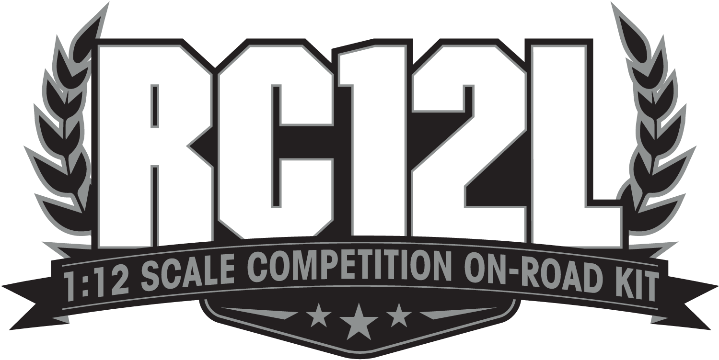 RC12L
1:12 SCALE COMPETITION ON-ROAD KIT